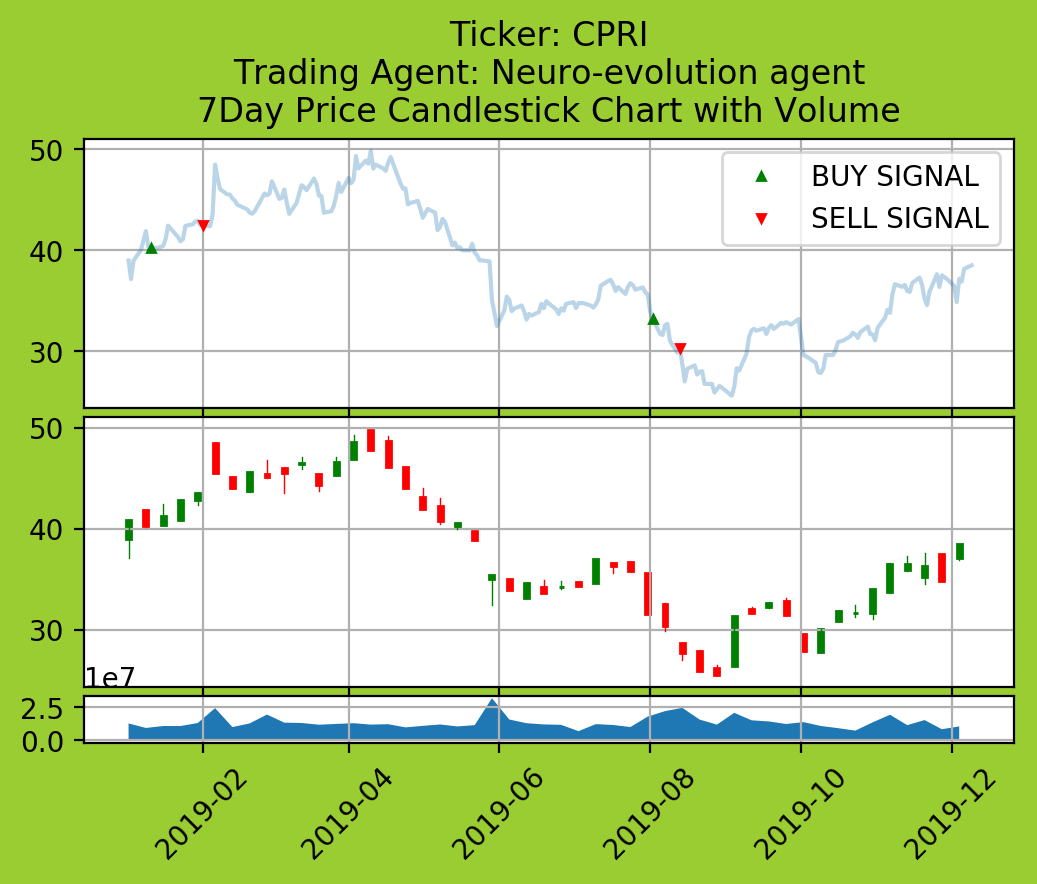 Ticker: CPRI
Trading Agent: Neuro-evolution agent
7Day Price Candlestick Chart with Volume
50
40
30
BUY SIGNAL
SELL SIGNAL
50
40
30
1e7
2.5
0.0
2019-02
2019-04
2019-06
2019-08
2019-10
2019-12